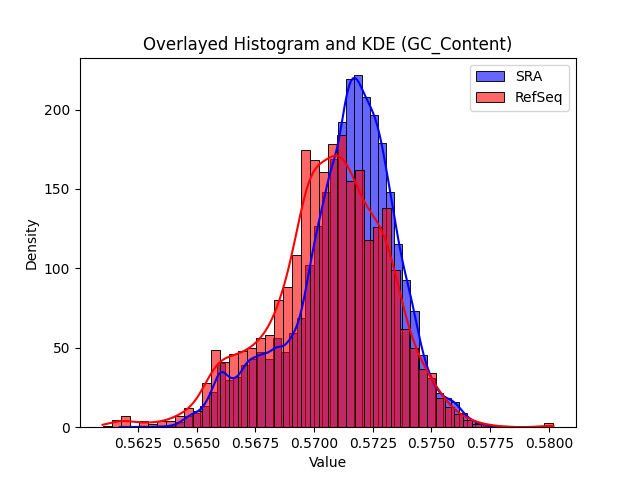 Overlayed Histogram and KDE (GC_Content)
SRA
RefSeq
200
150
100
50
0
Density
0.5625 0.5650 0.5675 0.5700 0.5725 0.5750 0.5775 0.5800
Value